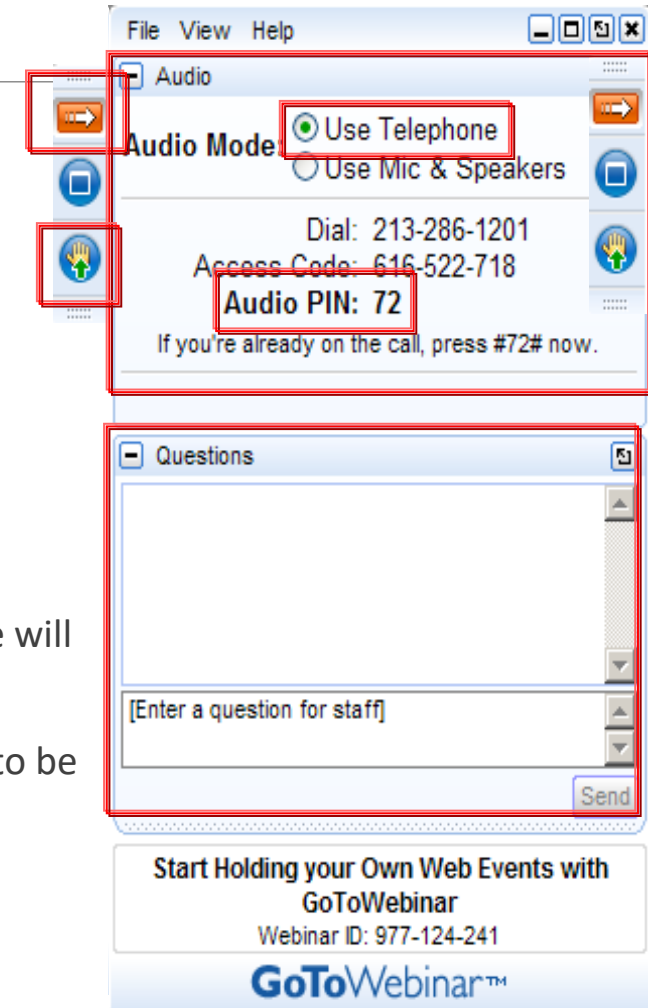 File View Help
Audio
Audio Mode: Use Telephone
Use Mic & Speakers
Dial: 213-286-1201
Access Code: 616-522-718
Audio PIN: 72
If you're already on the call, press #72# now.
Questions
will
[Enter a question for staff]
to be
Send
Start Holding your Own Web Events with
GoToWebinar
Webinar ID: 977-124-241
GoToWebinar™